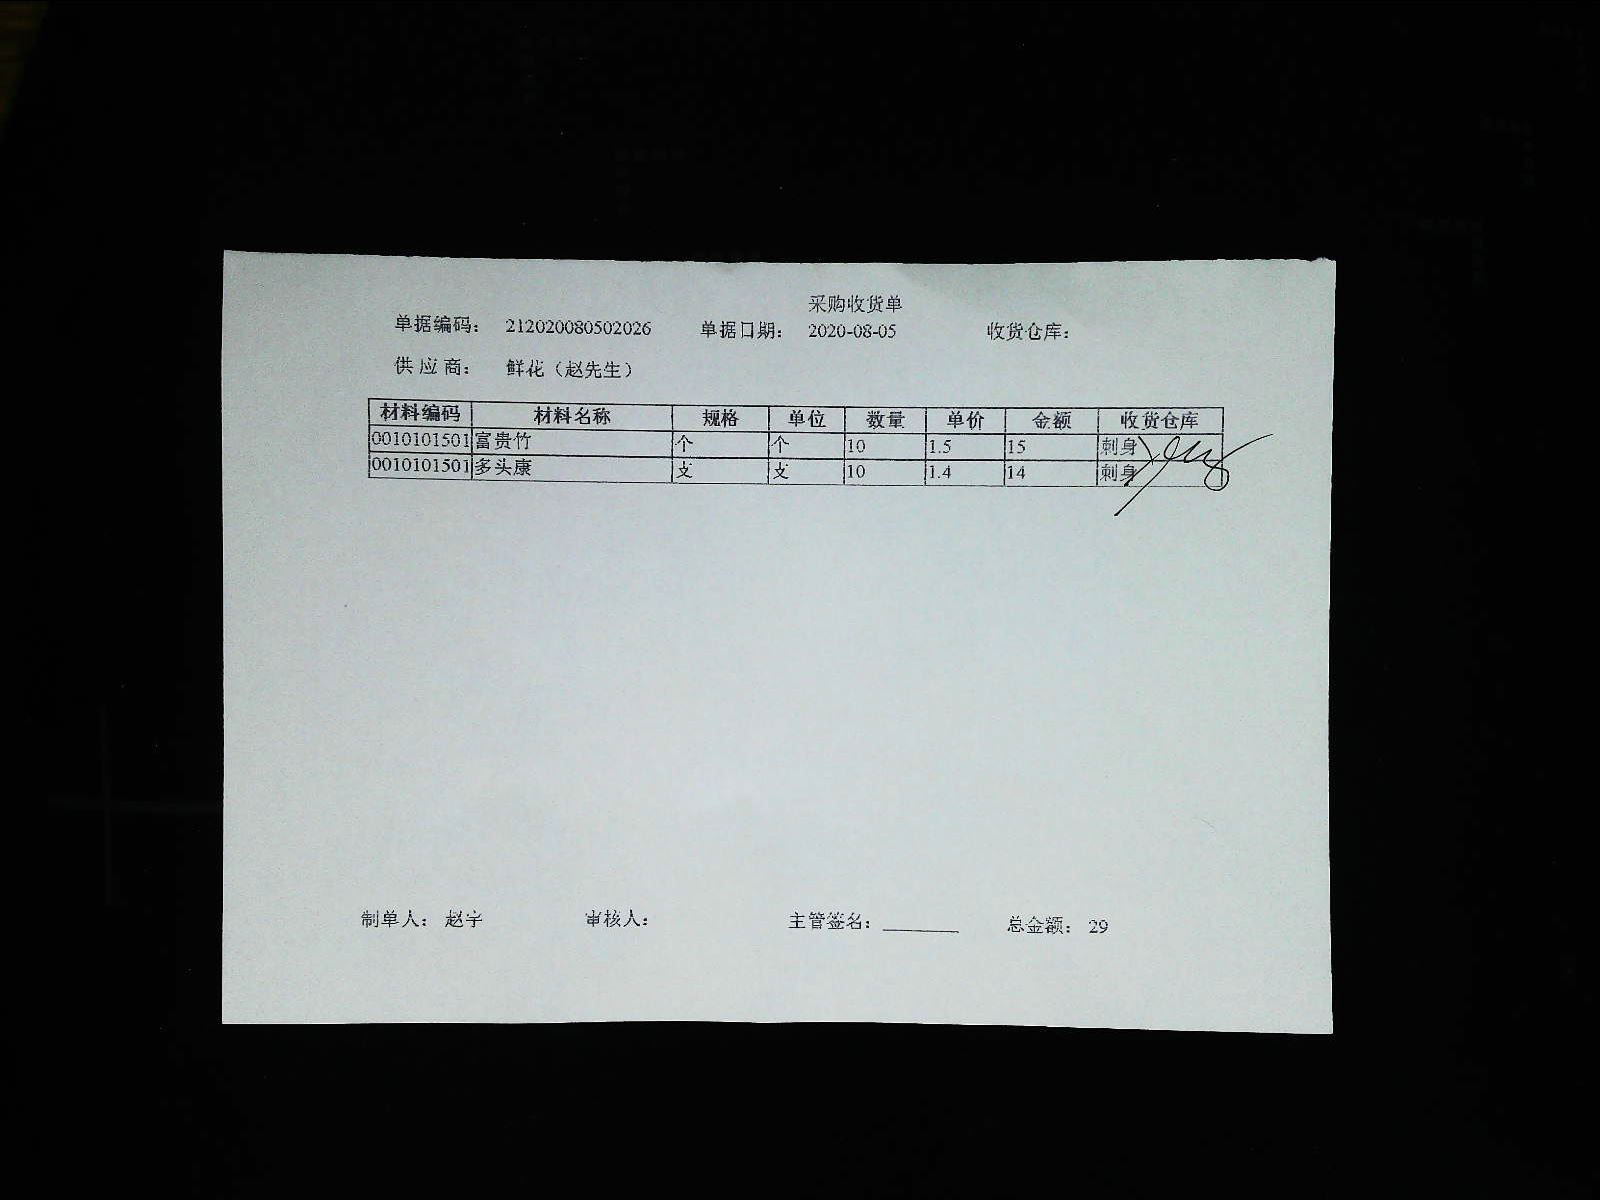 采购收货单
单据编码： 212020080502026 单据日期： 2020-08-05 收货仓库：
供 应 商： 鲜花（赵先生）
材料编码 材料名称 规格 单位 数量 单价 金额 收货仓库
0010101501 富贵竹 个 个 10 1.5 15 刺身
0010101501 多头康 支 支 10 1.4 14 刺身
制单人： 赵宇 审核人： 主管签名：________ 总金额： 29